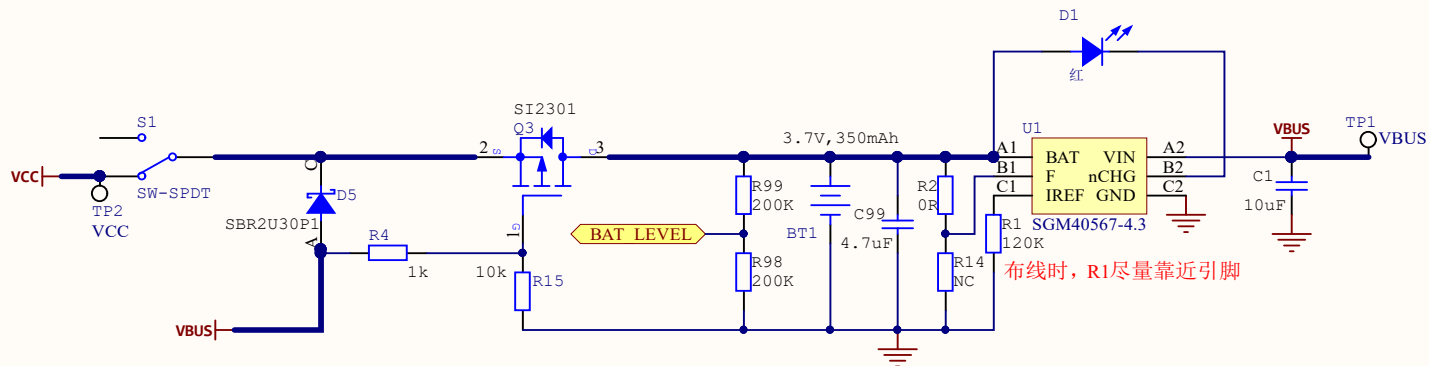 D1
红
S1
SI2301
Q3
3.7V,350mAh
U1
VBUS
TP1
VBUS
VCC
SW-SPDT
TP2
VCC
C
D5
SBR2U30P1
A
2
S
D
3
G
1
R4
1k
10k
R15
VBUS
BAT LEVEL
R99
200K
R98
200K
BT1
C99
4.7uF
R2
0R
R14
NC
A1
B1
C1
BAT
VIN
F
nCHG
IREF
GND
A2
B2
C2
SGM40567-4.3
R1
120K
C1
10uF
布线时，R1尽量靠近引脚